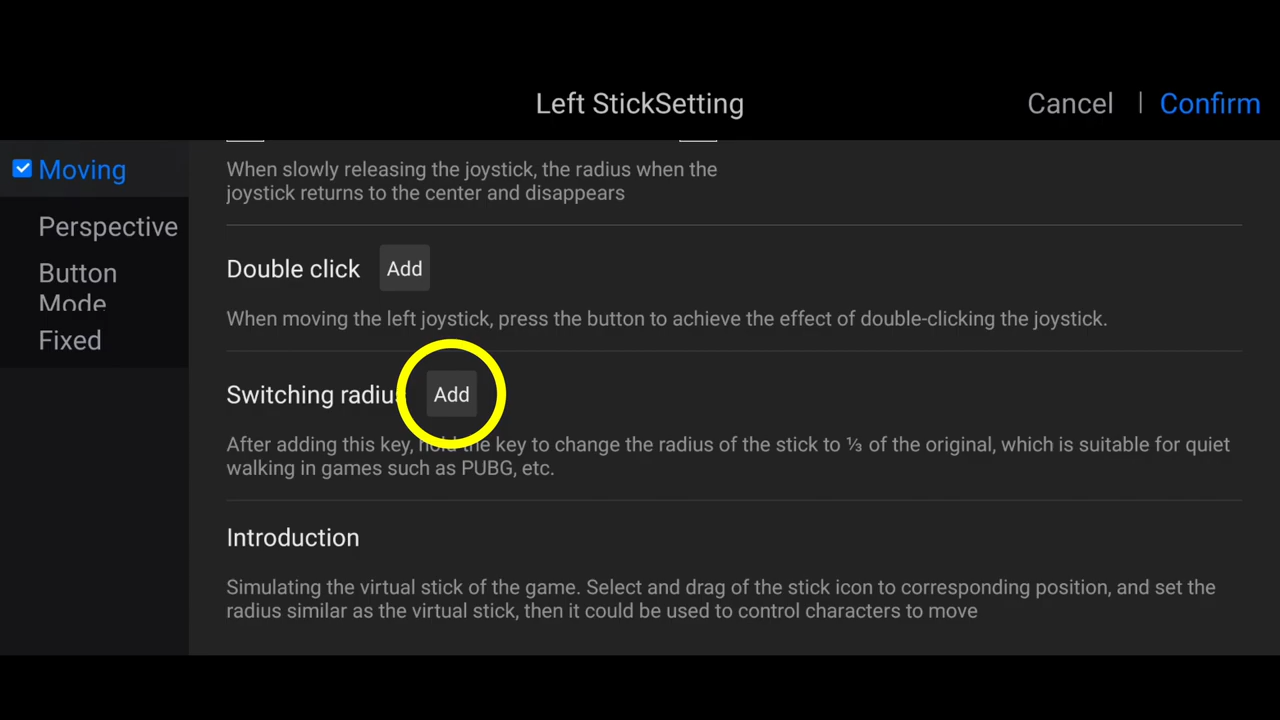 Left StickSetting
Cancel | Confirm
Moving
When slowly releasing the joystick, the radius when the
joystick returns to the center and disappears
Perspective
Double click Add
Button
Mode
When moving the left joystick, press the button to achieve the effect of double-clicking the joystick.
Fixed
Switching radius Add
After adding this key, hold the key to change the radius of the stick to ⅓ of the original, which is suitable for quiet
walking in games such as PUBG, etc.
Introduction
Simulating the virtual stick of the game. Select and drag of the stick icon to corresponding position, and set the
radius similar as the virtual stick, then it could be used to control characters to move